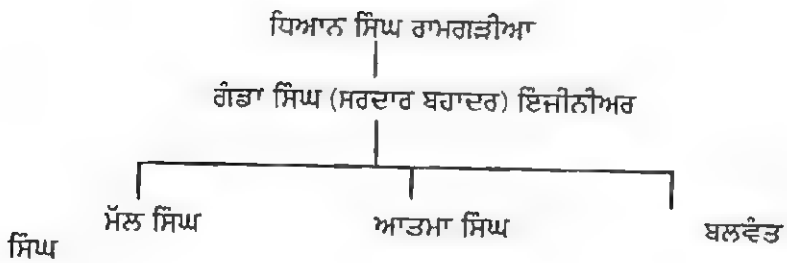 ਧਿਆਨ ਸਿੰਘ ਰਾਮਗੜੀਆ
ਗੰਡਾ ਸਿੰਘ (ਸਰਦਾਰ ਬਹਾਦਰ) ਇੰਜੀਨੀਅਰ
ਮੱਲ ਸਿੰਘ ਆਤਮਾ ਸਿੰਘ ਬਲਵੰਤ
ਸਿੰਘ